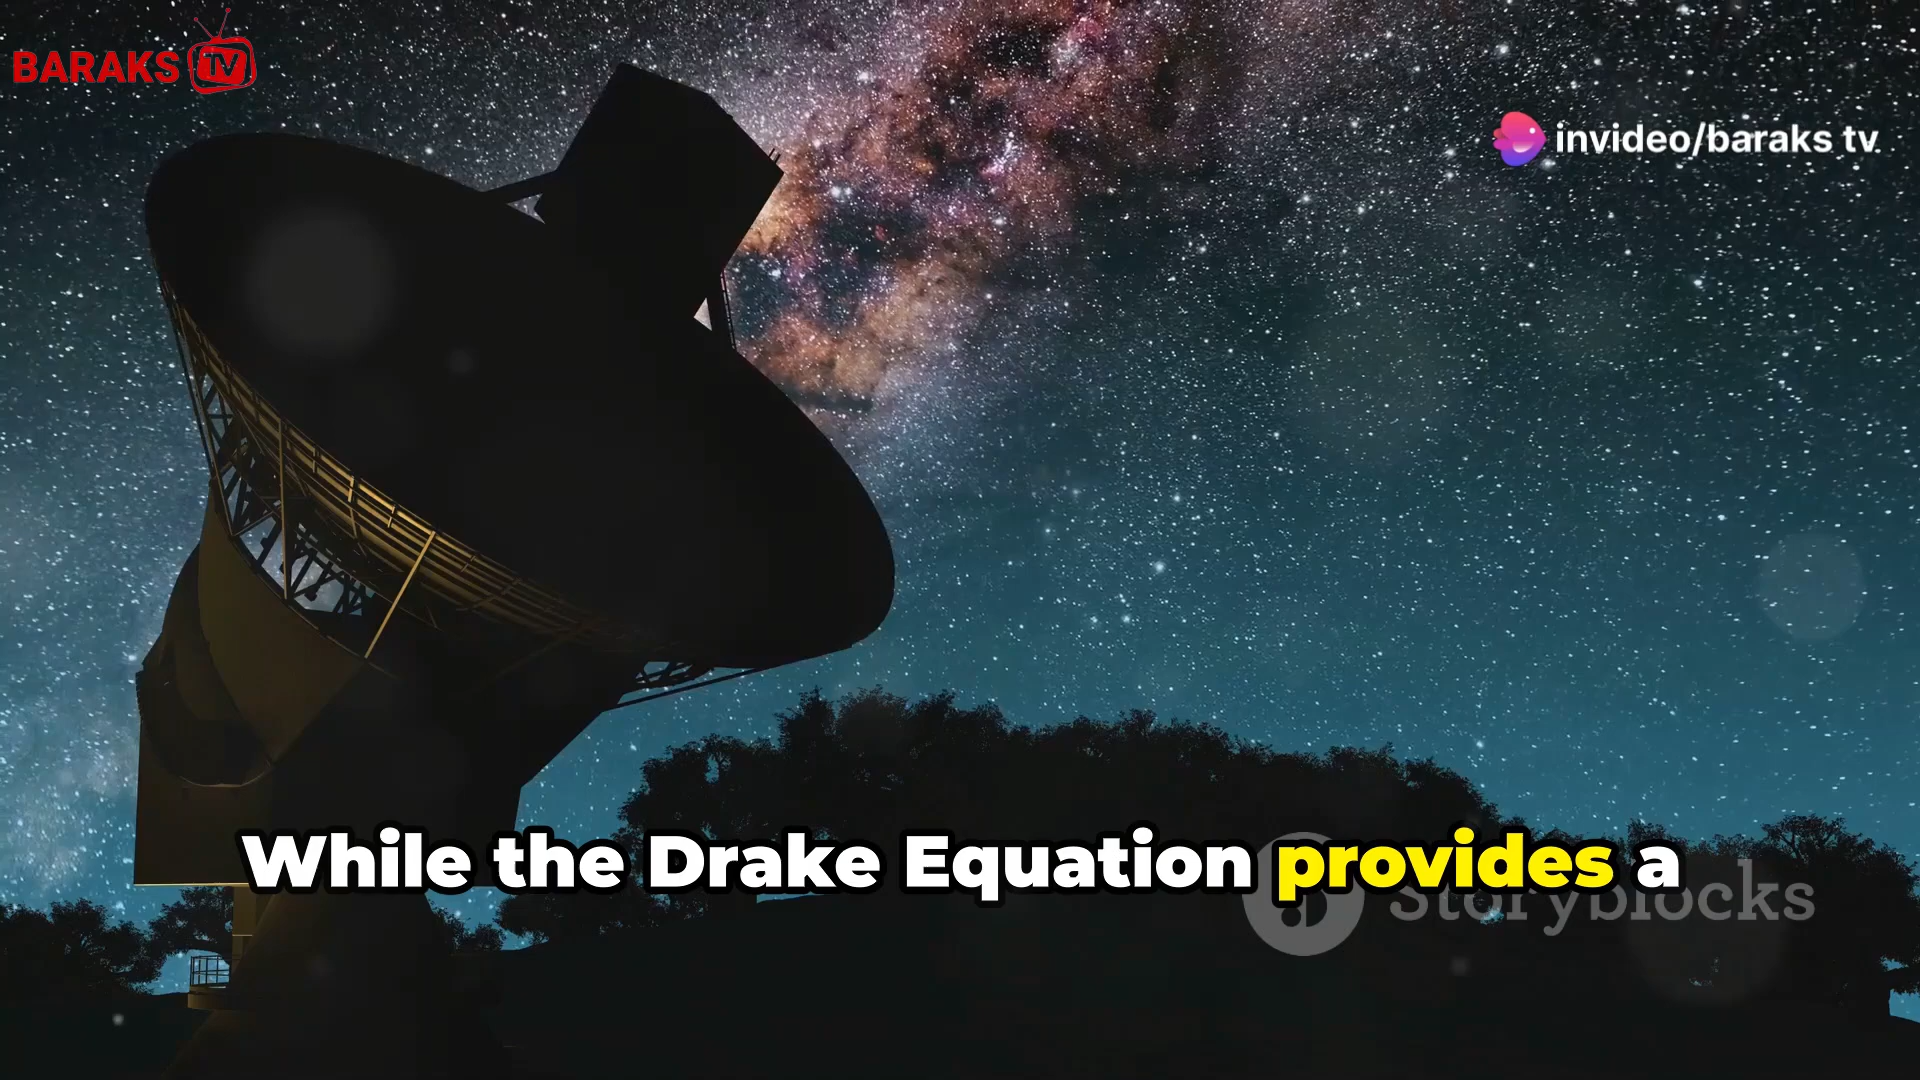 BARAKS TV
invideo/baraks tv
While the Drake Equation provides a
Storyblocks